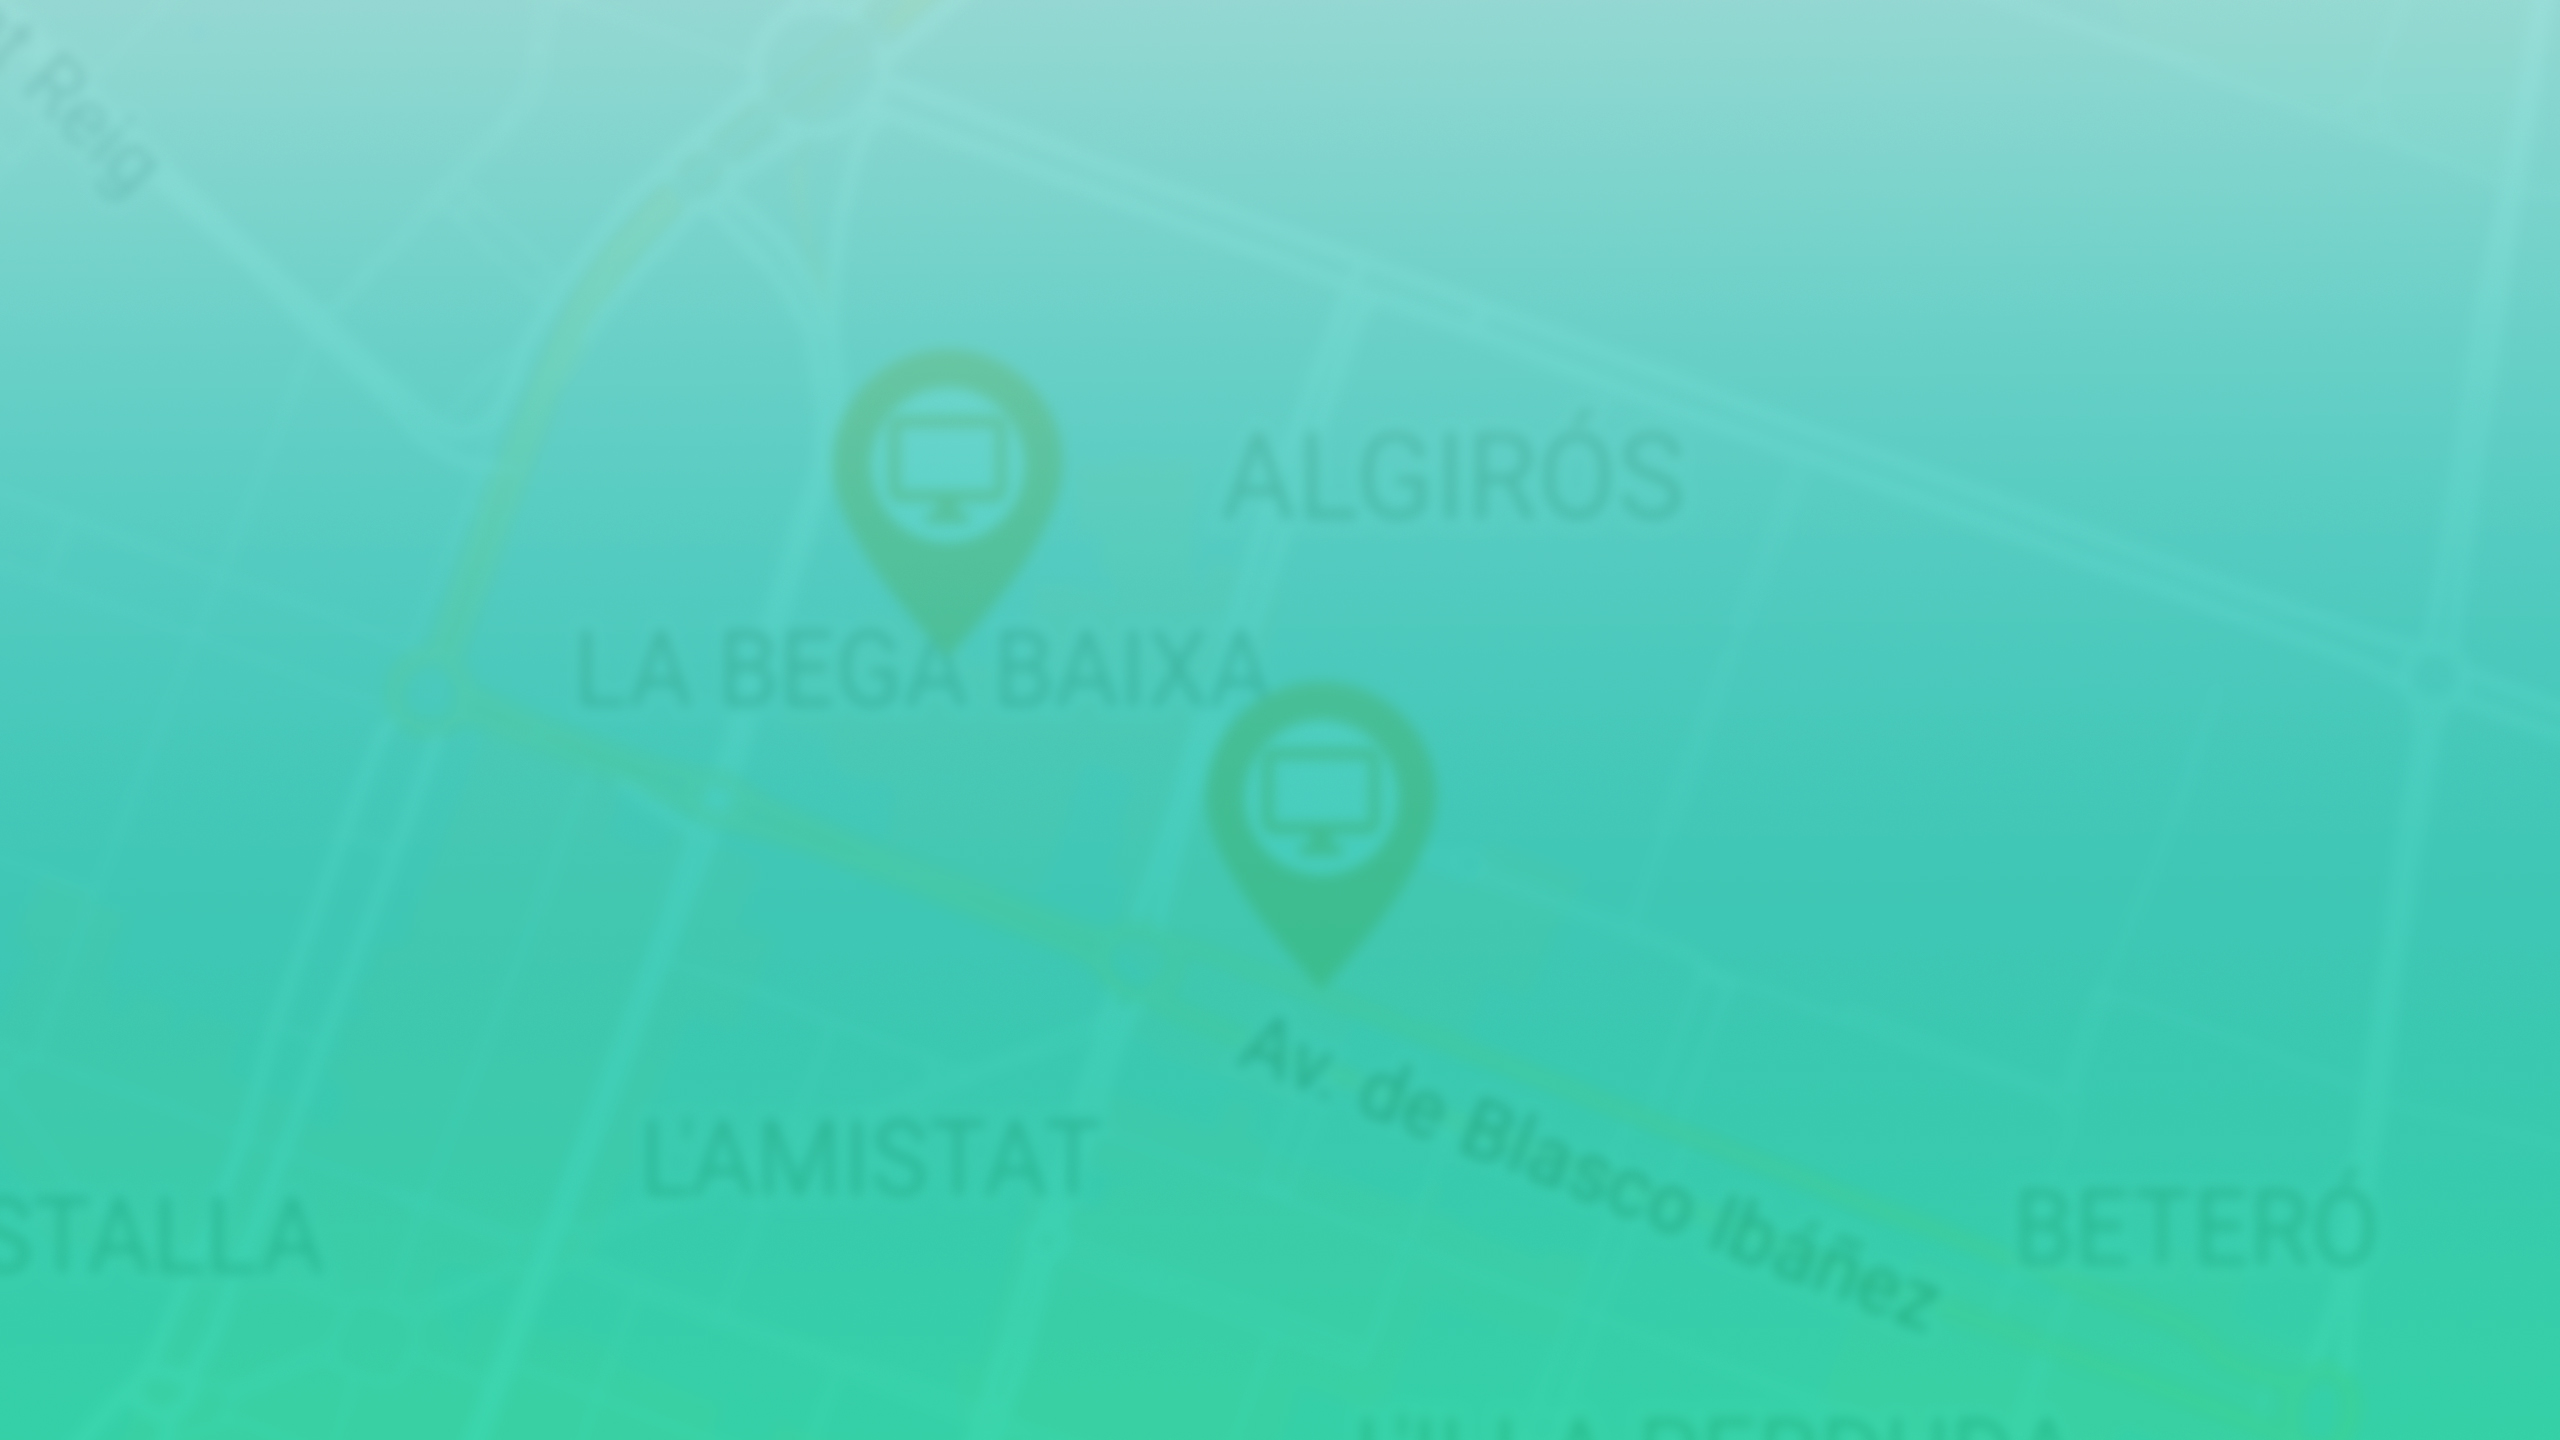 t Reig
ALGIRÓS
LA BEGA BAIXA
Av. de Blasco Ibáñez
L'AMISTAT
BETERÓ
STALLA